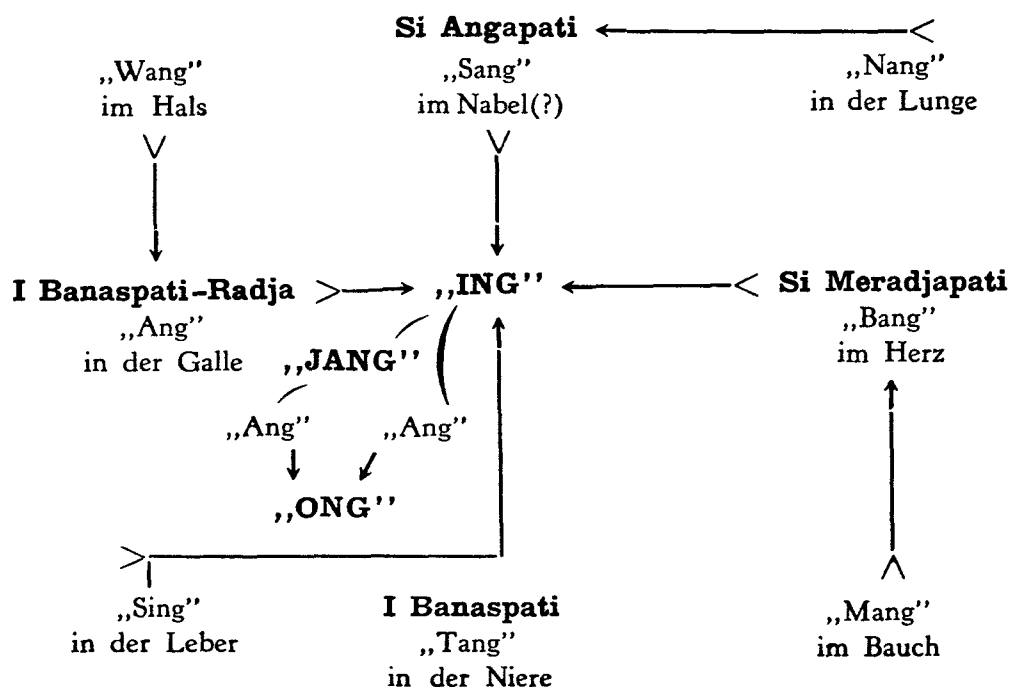 Si Angapati
„Wang” im Hals
„Sang” im Nabel(?)
„Nang” in der Lunge
I Banaspati-Radja
„Ang” in der Galle
„ING”
Si Meradjapati
„Bang” im Herz
„JANG”
„Ang”
„Ang”
„ONG”
„Sing” in der Leber
I Banaspati
„Tang” in der Niere
„Mang” im Bauch